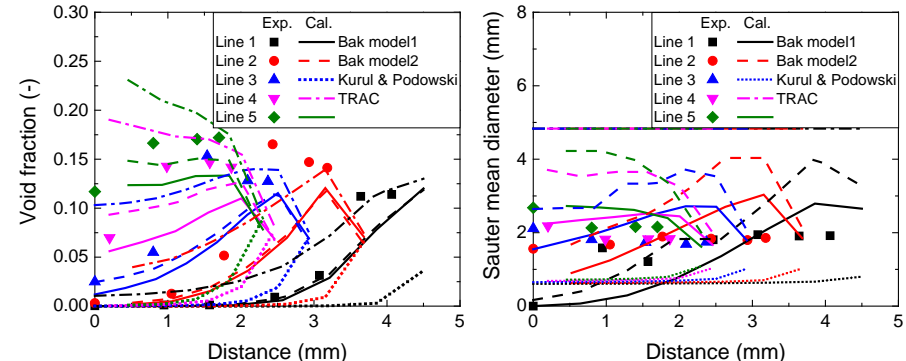 Void fraction (-)
0.30
0.25
0.20
0.15
0.10
0.05
0.00
0 1 2 3 4 5
Distance (mm)
Exp. Cal.
Line 1 Bak model1
Line 2 Bak model2
Line 3 Kurul & Podowski
Line 4 TRAC
Line 5
Sauter mean diameter (mm)
8
6
4
2
0
0 1 2 3 4 5
Distance (mm)
Exp. Cal.
Line 1 Bak model1
Line 2 Bak model2
Line 3 Kurul & Podowski
Line 4 TRAC
Line 5